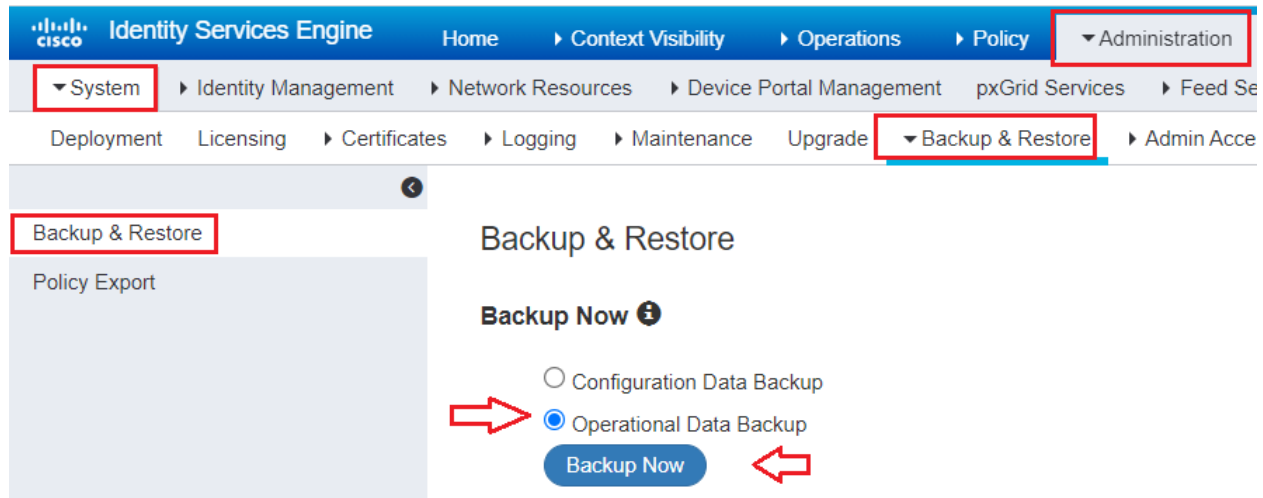 cisco Identity Services Engine Home Context Visibility Operations Policy Administration
System Identity Management Network Resources Device Portal Management pxGrid Services Feed Se
Deployment Licensing Certificates Logging Maintenance Upgrade Backup & Restore Admin Acce
Backup & Restore
Policy Export
Backup & Restore
Backup Now
Configuration Data Backup
Operational Data Backup
Backup Now